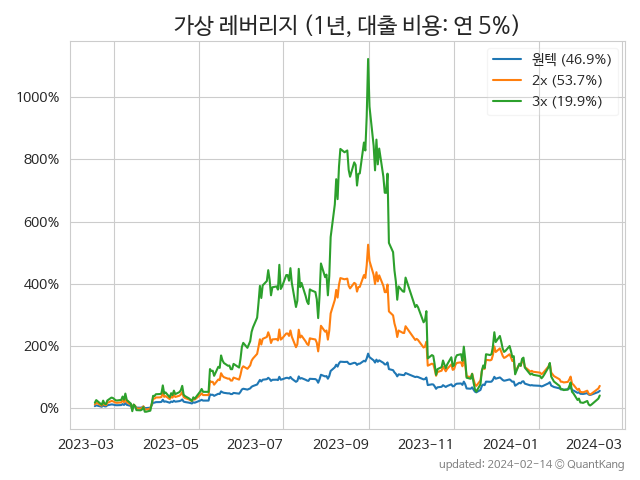 가상 레버리지 (1년, 대출 비용: 연 5%)
원텍 (46.9%)
2x (53.7%)
3x (19.9%)
1000%
800%
600%
400%
200%
0%
2023-03 2023-05 2023-07 2023-09 2023-11 2024-01 2024-03
updated: 2024-02-14 © QuantKang